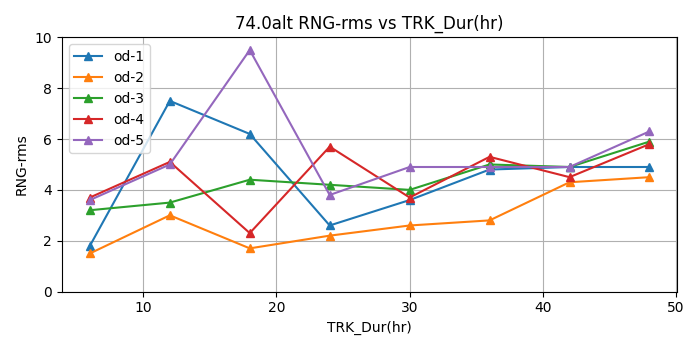 74.0alt RNG-rms vs TRK_Dur(hr)
od-1
od-2
od-3
od-4
od-5
RNG-rms
10
8
6
4
2
0
10 20 30 40 50
TRK_Dur(hr)